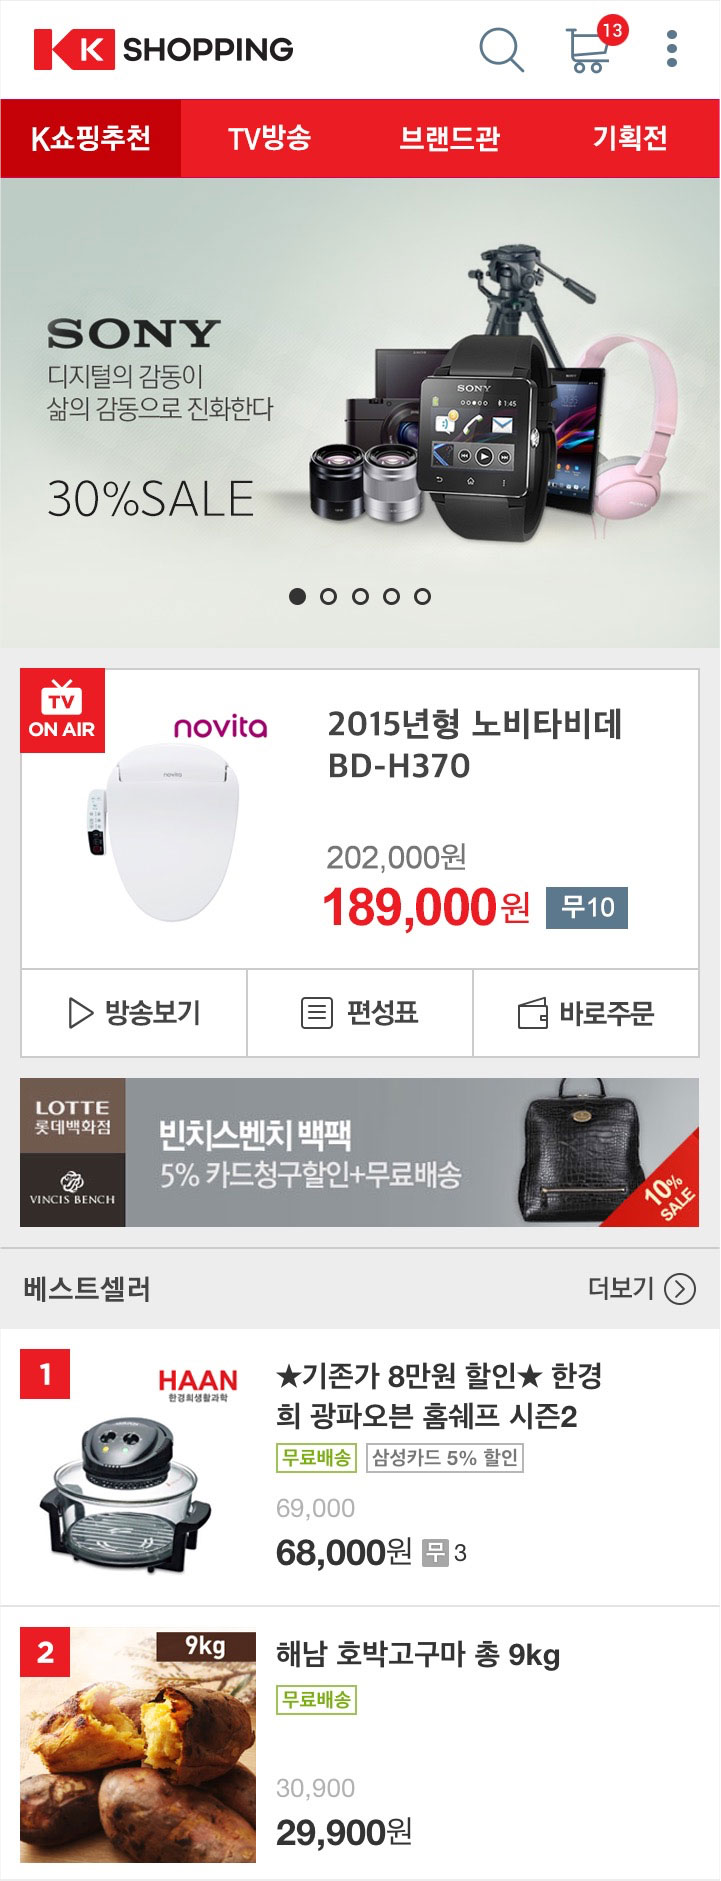 K K SHOPPING
13
K쇼핑추천 TV방송 브랜드관 기획전
SONY
디지털의 감동이
삶의 감동으로 진화한다
30%SALE
SONY
1:45
TV
ON AIR
novita
novita
2015년형 노비타비데
BD-H370
202,000원
189,000원 무10
방송보기 편성표 바로주문
LOTTE
롯데백화점
VINCIS BENCH
빈치스벤치 백팩
5% 카드청구할인+무료배송
10%
SALE
베스트셀러 더보기
1
HAAN
한경희생활과학
★기존가 8만원 할인★ 한경
희 광파오븐 홈쉐프 시즌2
무료배송 삼성카드 5% 할인
69,000
68,000원 무 3
2
9kg
해남 호박고구마 총 9kg
무료배송
30,900
29,900원